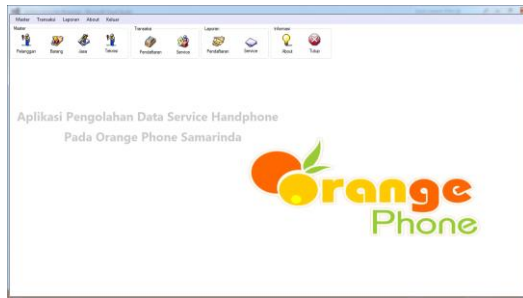 Master Transaksi Laporan About Keluar
Master Transaksi Laporan Informasi
Pelanggan Barang Jasa Teknisi Pendaftaran Service Pendaftaran Service About Tutup
Aplikasi Pengolahan Data Service Handphone
Pada Orange Phone Samarinda
Orange
Phone